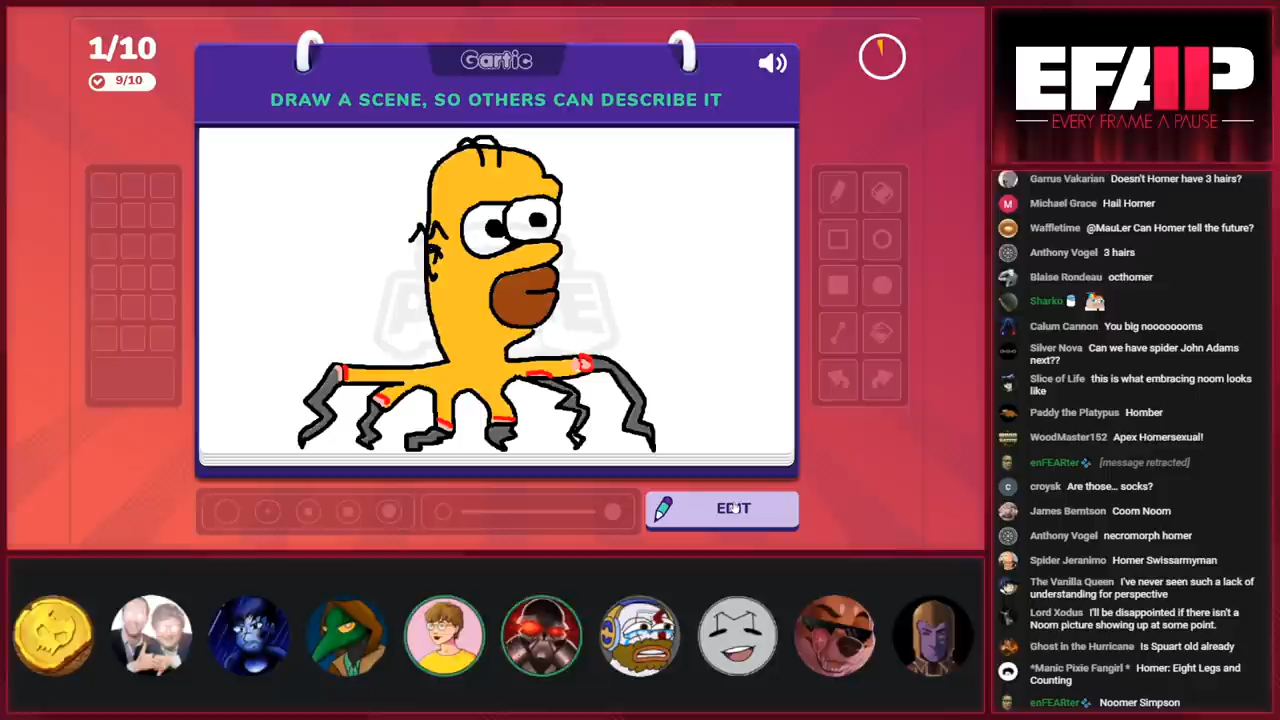 1/10
9/10
Gartic
DRAW A SCENE, SO OTHERS CAN DESCRIBE IT
EDIT
EFAP
EVERY FRAME A PAUSE
Garrus Vakarian Doesn't Homer have 3 hairs?
Michael Grace Hail Homer
Waffletime @MauLer Can Homer tell the future?
Anthony Vogel 3 hairs
Blaise Rondeau octhomer
Sharko
Calum Cannon You big nooooooms
Silver Nova Can we have spider John Adams
next??
Slice of Life this is what embracing noom looks
like
Paddy the Platypus Homber
WoodMaster152 Apex Homersexual!
enFEARter [message retracted]
croysk Are those... socks?
James Berntson Coom Noom
Anthony Vogel necromorph homer
Spider Jeranimo Homer Swissarmyman
The Vanilla Queen I've never seen such a lack of
understanding for perspective
Lord Xodus I'll be disappointed if there isn't a
Noom picture showing up at some point.
Ghost in the Hurricane Is Spuart old already
*Manic Pixie Fangirl * Homer: Eight Legs and
Counting
enFEARter Noomer Simpson